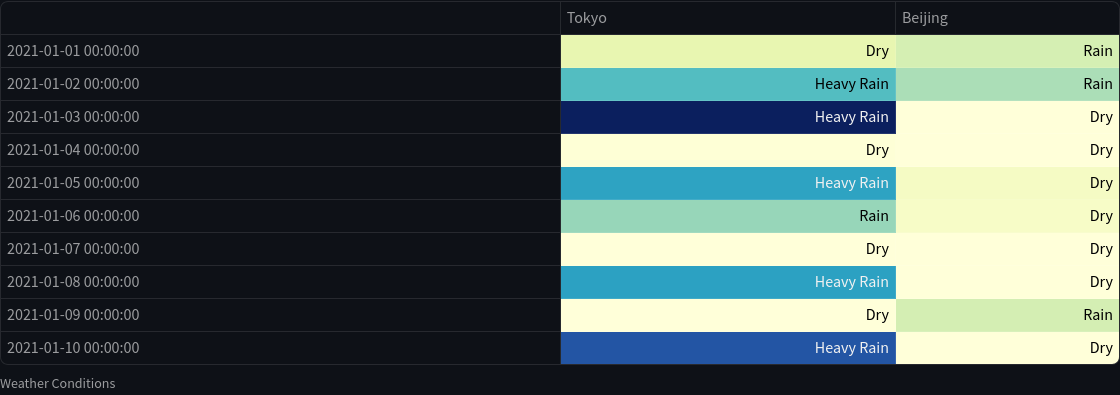 Tokyo Beijing
2021-01-01 00:00:00 Dry Rain
2021-01-02 00:00:00 Heavy Rain Rain
2021-01-03 00:00:00 Heavy Rain Dry
2021-01-04 00:00:00 Dry Dry
2021-01-05 00:00:00 Heavy Rain Dry
2021-01-06 00:00:00 Rain Dry
2021-01-07 00:00:00 Dry Dry
2021-01-08 00:00:00 Heavy Rain Dry
2021-01-09 00:00:00 Dry Rain
2021-01-10 00:00:00 Heavy Rain Dry
Weather Conditions